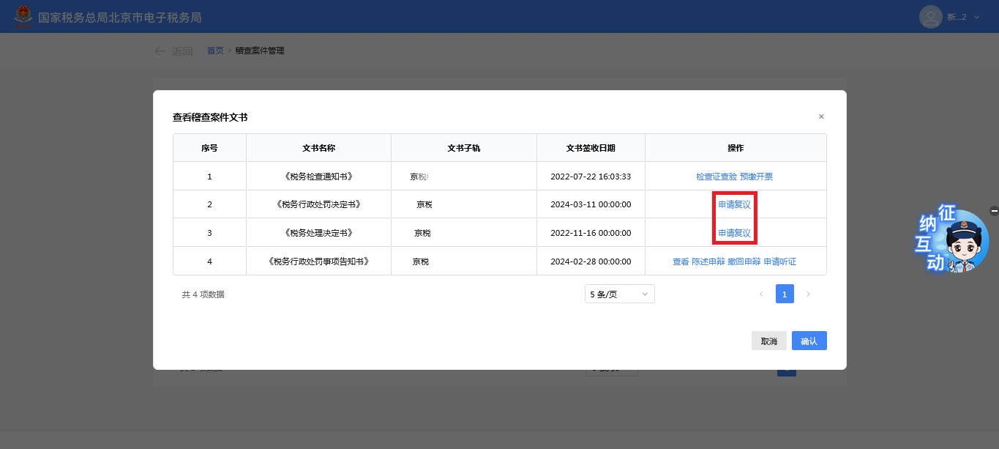 国家税务总局北京市电子税务局
新...2
返回 首页 › 稽查案件管理
查看稽查案件文书 ×
序号 文书名称 文书子轨 文书签收日期 操作
1 《税务检查通知书》 京税 2022-07-22 16:03:33 检查证查验 预缴开票
2 《税务行政处罚决定书》 京税 2024-03-11 00:00:00 申请复议
3 《税务处理决定书》 京税 2022-11-16 00:00:00 申请复议
4 《税务行政处罚事项告知书》 京税 2024-02-28 00:00:00 查看 陈述申辩 撤回申辩 申请听证
共 4 项数据 5 条/页 1
取消 确认
征纳互动